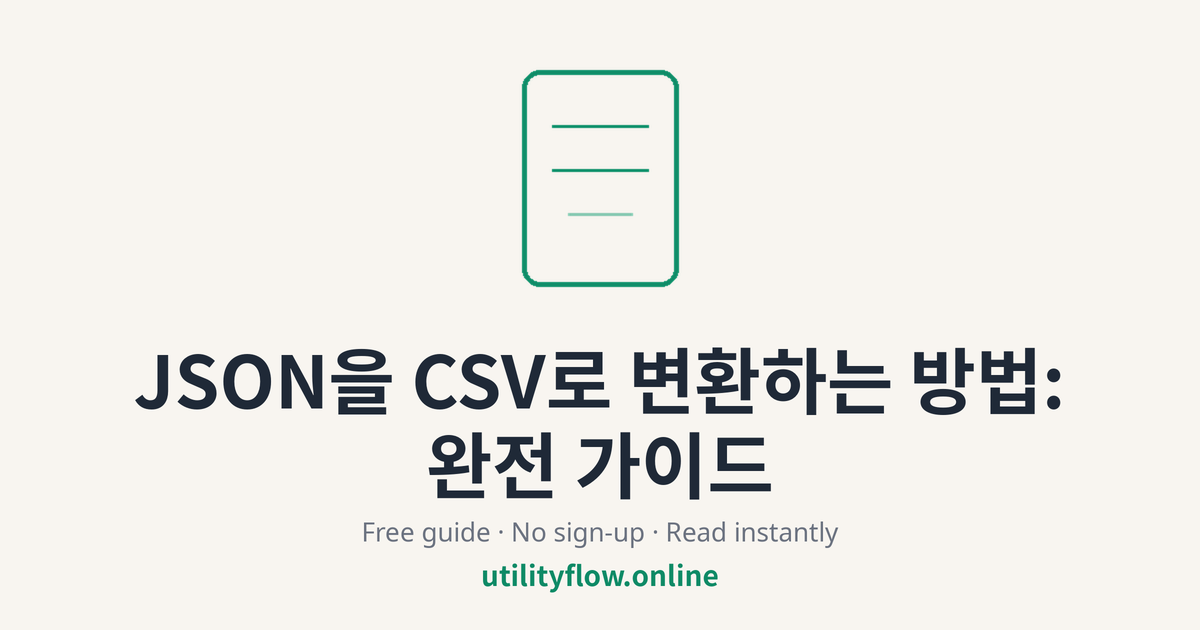 JSON을 CSV로 변환하는 방법:
완전 가이드
Free guide · No sign-up · Read instantly
utilityflow.online